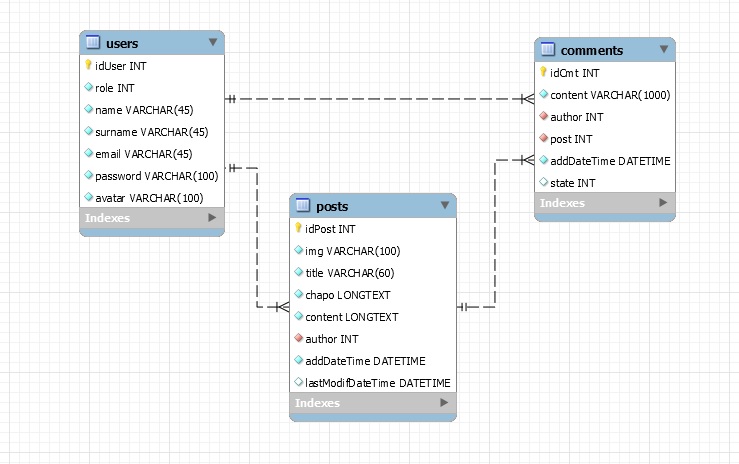 users
idUser INT
role INT
name VARCHAR(45)
surname VARCHAR(45)
email VARCHAR(45)
password VARCHAR(100)
avatar VARCHAR(100)
Indexes
posts
idPost INT
img VARCHAR(100)
title VARCHAR(60)
chapo LONGTEXT
content LONGTEXT
author INT
addDateTime DATETIME
lastModifDateTime DATETIME
Indexes
comments
idCmt INT
content VARCHAR(1000)
author INT
post INT
addDateTime DATETIME
state INT
Indexes